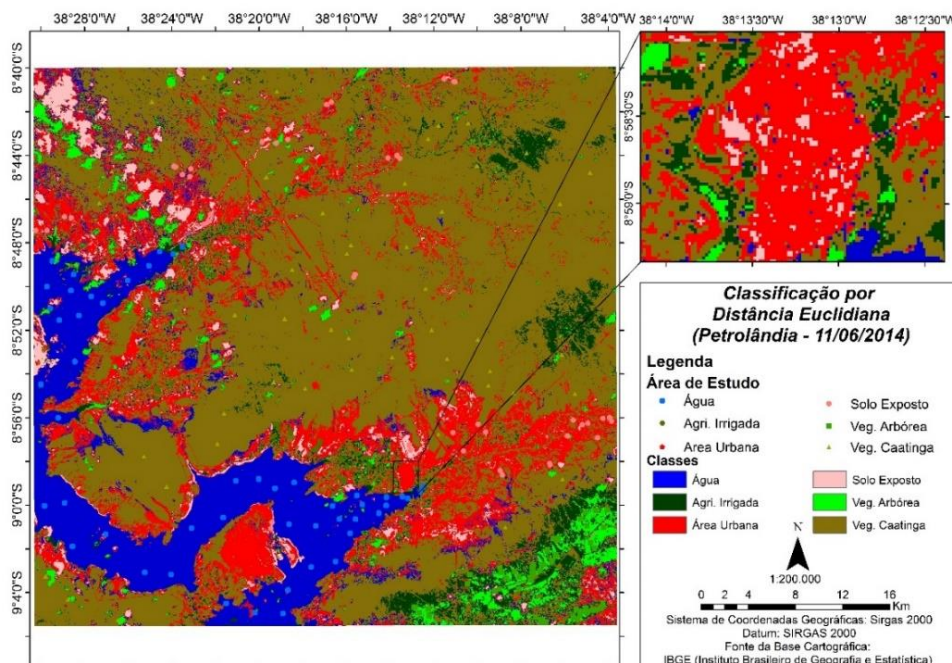 38°28'0"W 38°24'0"W 38°20'0"W 38°16'0"W 38°12'0"W 38°8'0"W 38°4'0"W
38°14'0"W 38°13'30"W 38°13'0"W 38°12'30"W
8°40'0"S
8°44'0"S
8°48'0"S
8°52'0"S
8°56'0"S
9°0'0"S
9°4'0"S
8°58'30"S
8°59'0"S
Classificação por
Distância Euclidiana
(Petrolândia - 11/06/2014)
Legenda
Área de Estudo
Água
Agri. Irrigada
Area Urbana
Solo Exposto
Veg. Arbórea
Veg. Caatinga
Classes
Água
Agri. Irrigada
Área Urbana
Solo Exposto
Veg. Arbórea
Veg. Caatinga
N
1:200.000
0 2 4 8 12 16
Km
Sistema de Coordenadas Geográficas: Sirgas 2000
Datum: SIRGAS 2000
Fonte da Base Cartográfica:
IBGE (Instituto Brasileiro de Geografia e Estatística)